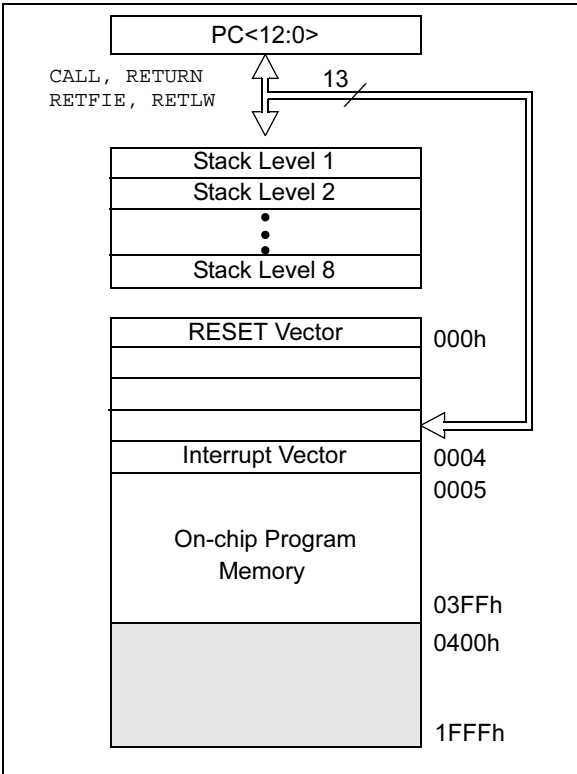 PC<12:0>
CALL, RETURN
RETFIE, RETLW
13
Stack Level 1
Stack Level 2
Stack Level 8
RESET Vector
000h
Interrupt Vector
0004
0005
On-chip Program
Memory
03FFh
0400h
1FFFh